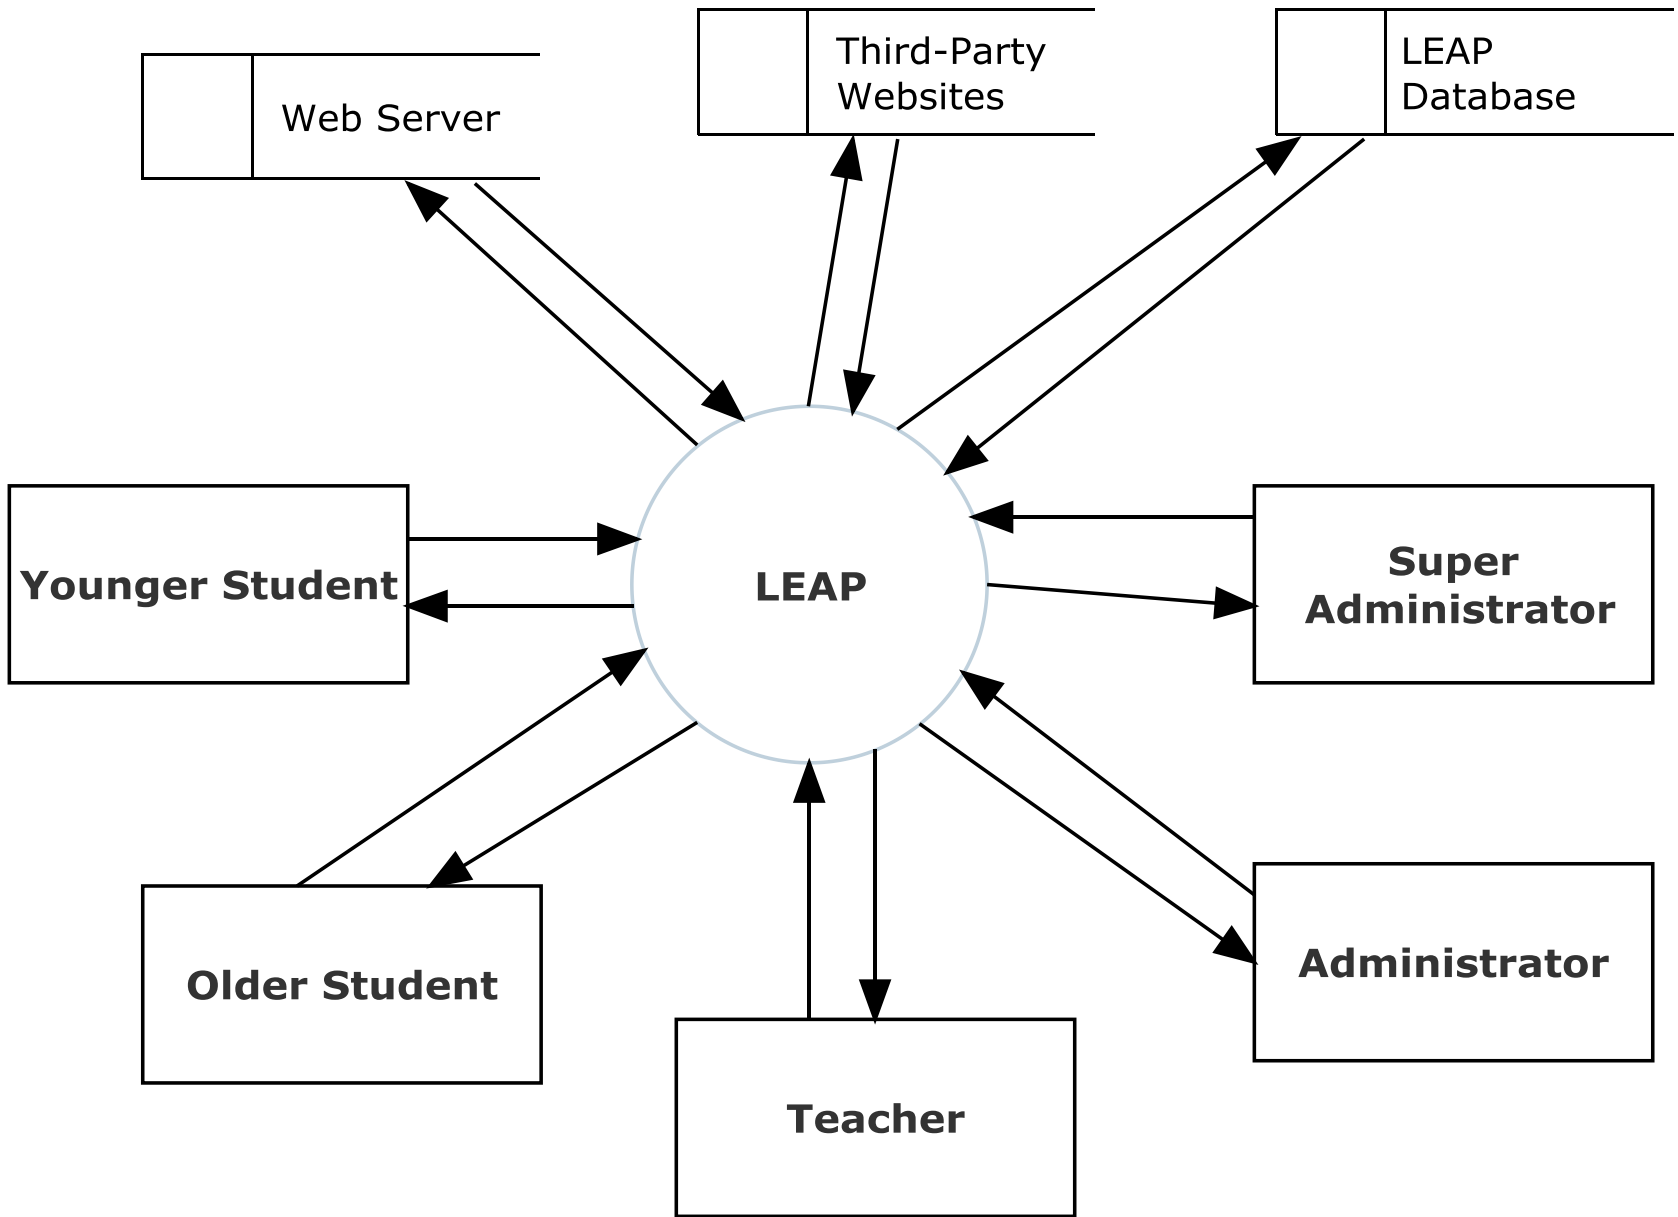 Third-Party
Websites
LEAP
Database
Web Server
Younger Student
LEAP
Super
Administrator
Older Student
Administrator
Teacher